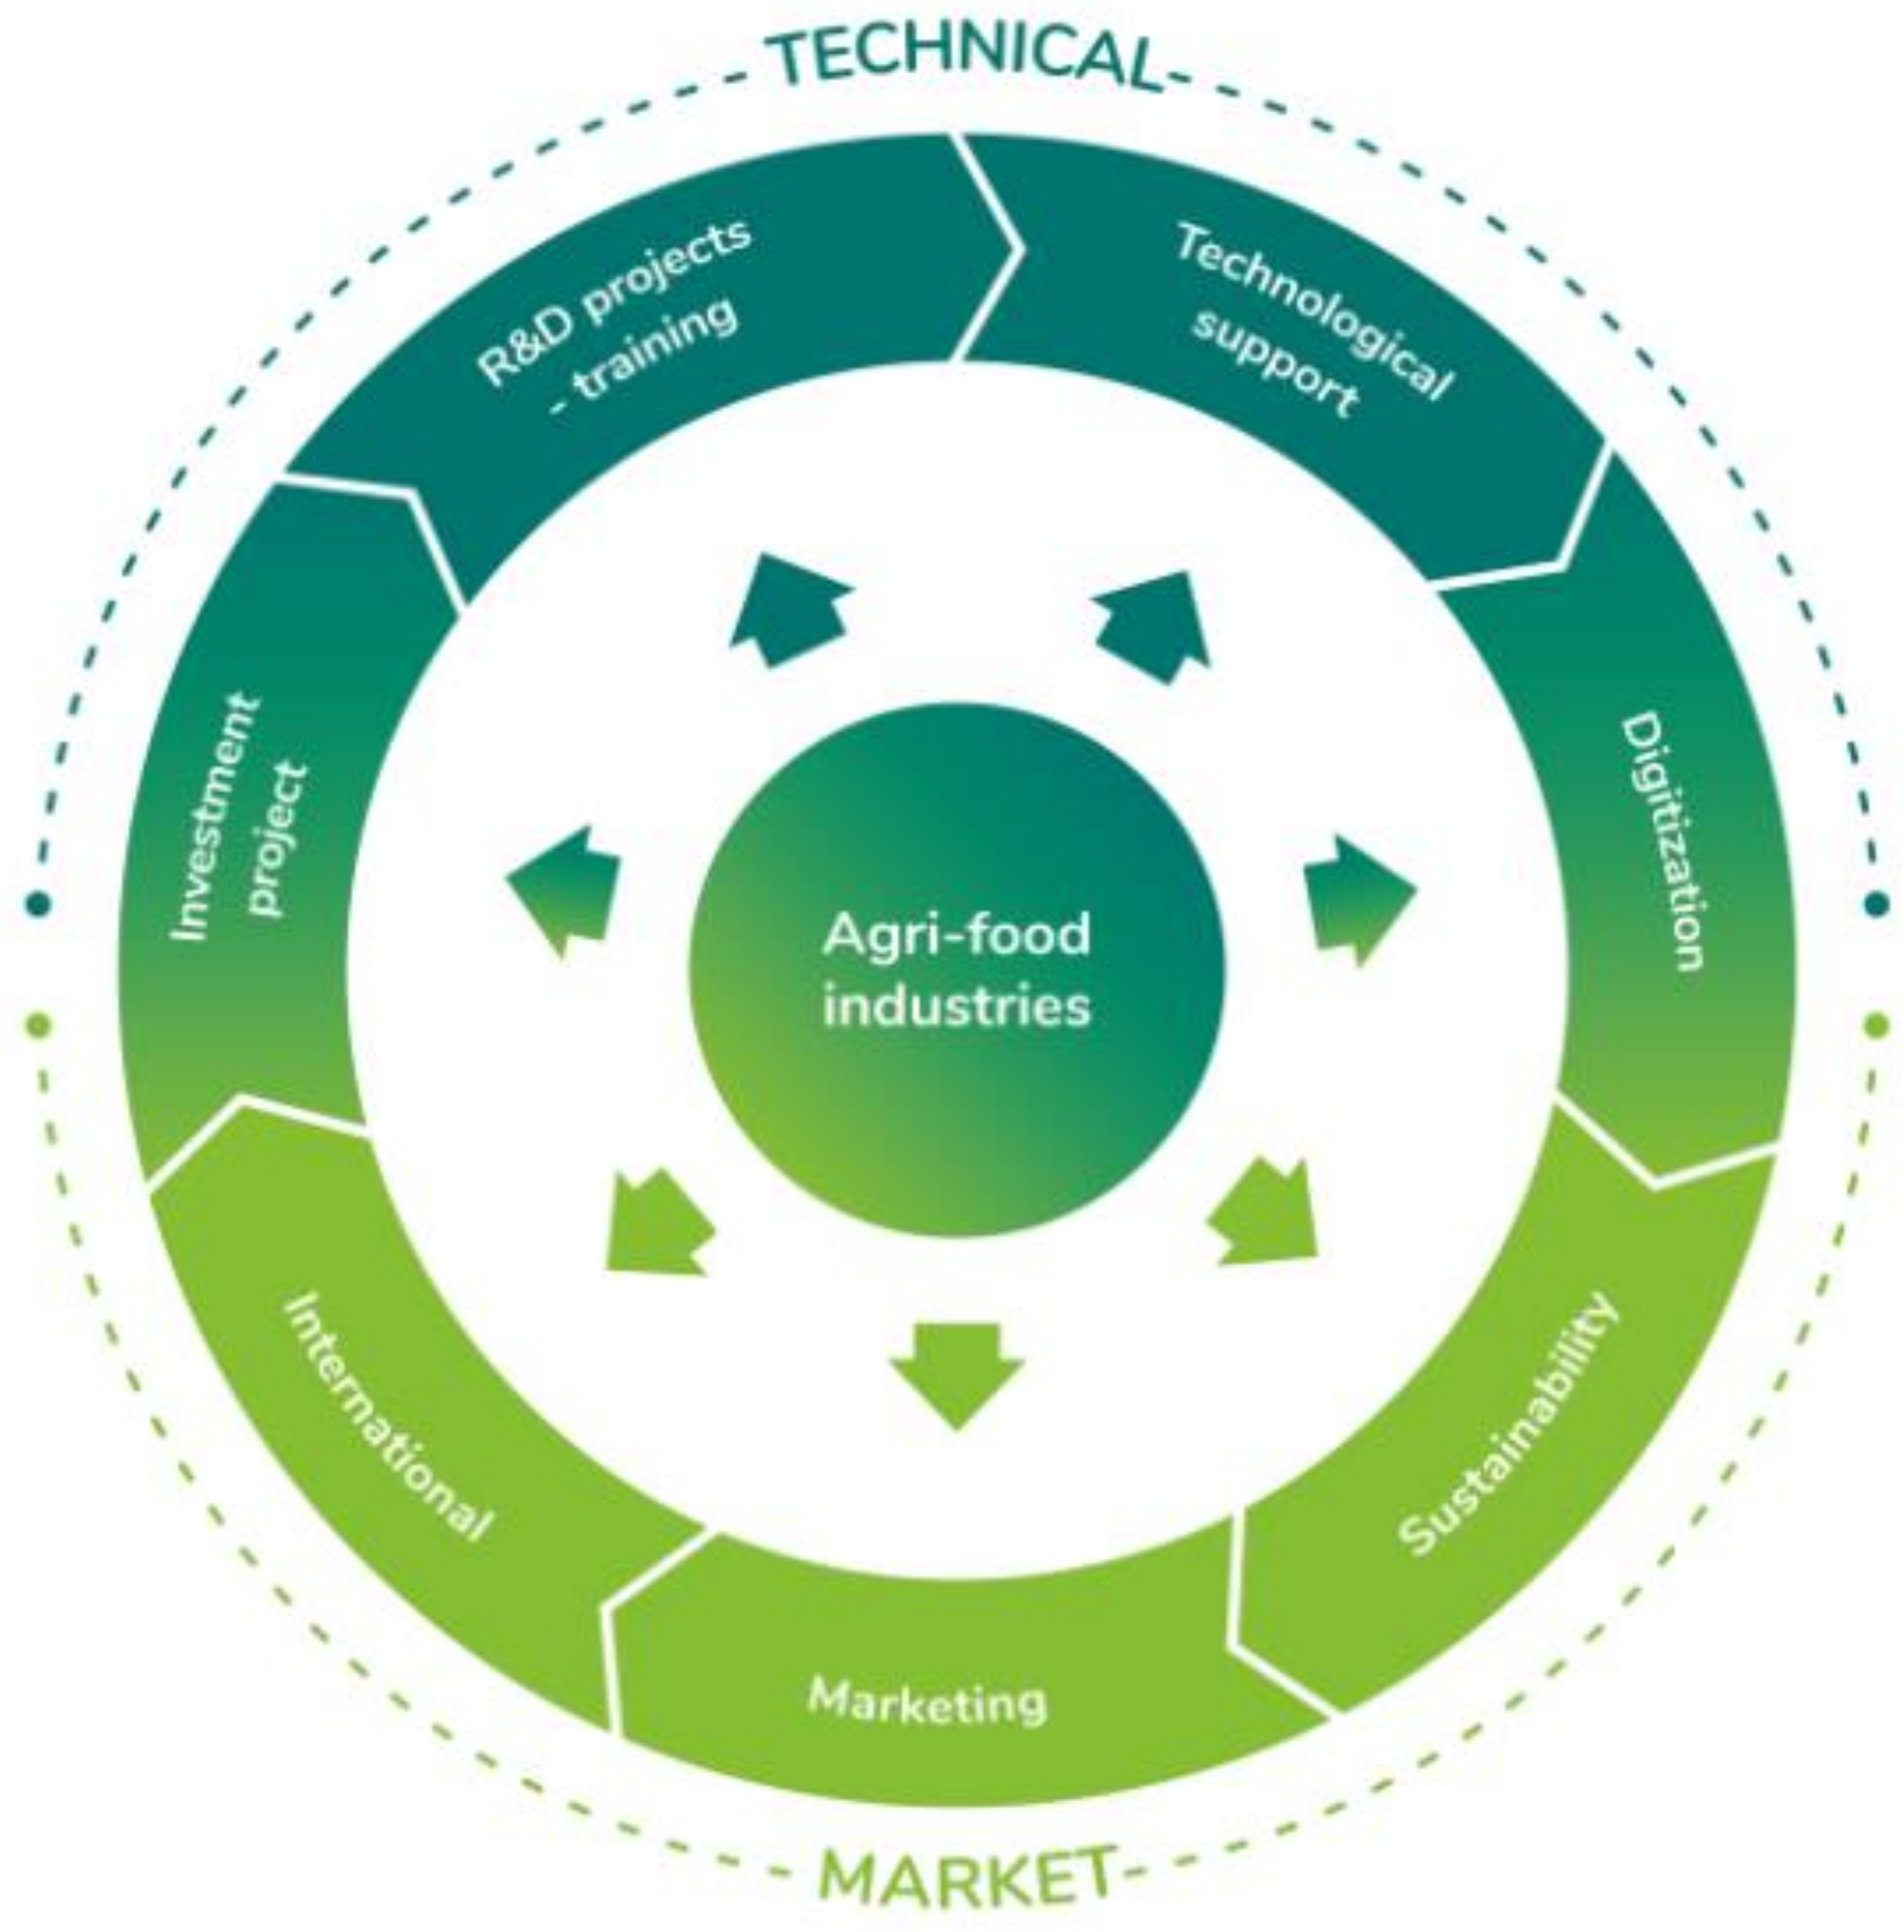 TECHNICAL
R&D projects
- training
Technological
support
Investment
project
Digitization
Agri-food
industries
International
Sustainability
Marketing
MARKET